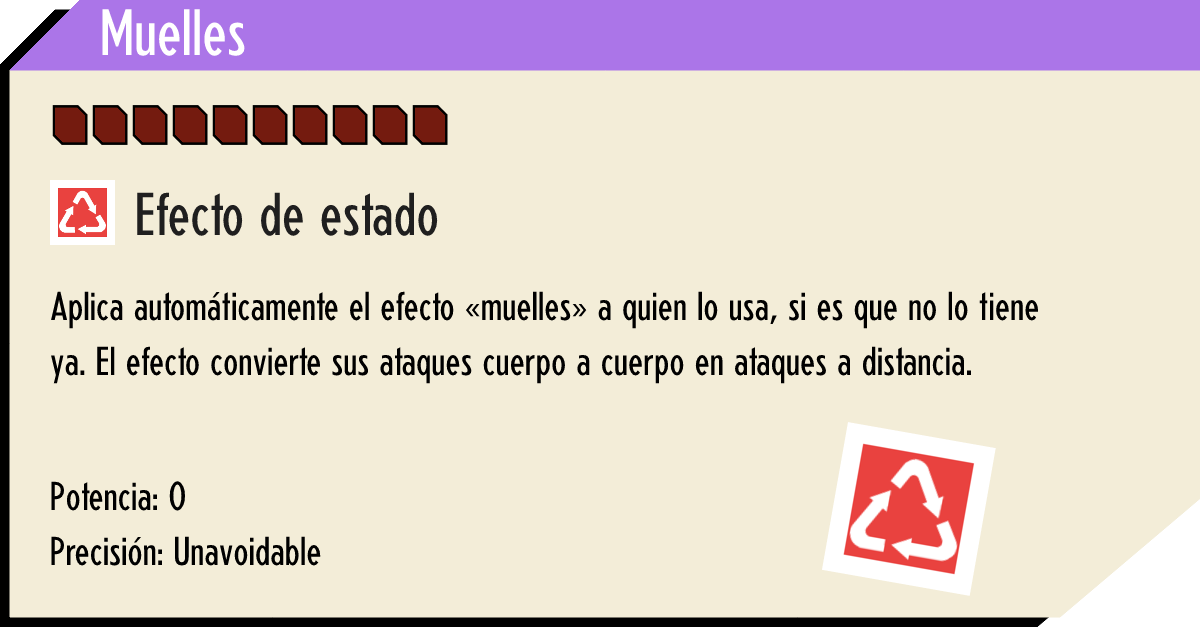 Muelles
Efecto de estado
Aplica automáticamente el efecto «muelles» a quien lo usa, si es que no lo tiene
ya. El efecto convierte sus ataques cuerpo a cuerpo en ataques a distancia.
Potencia: 0
Precisión: Unavoidable